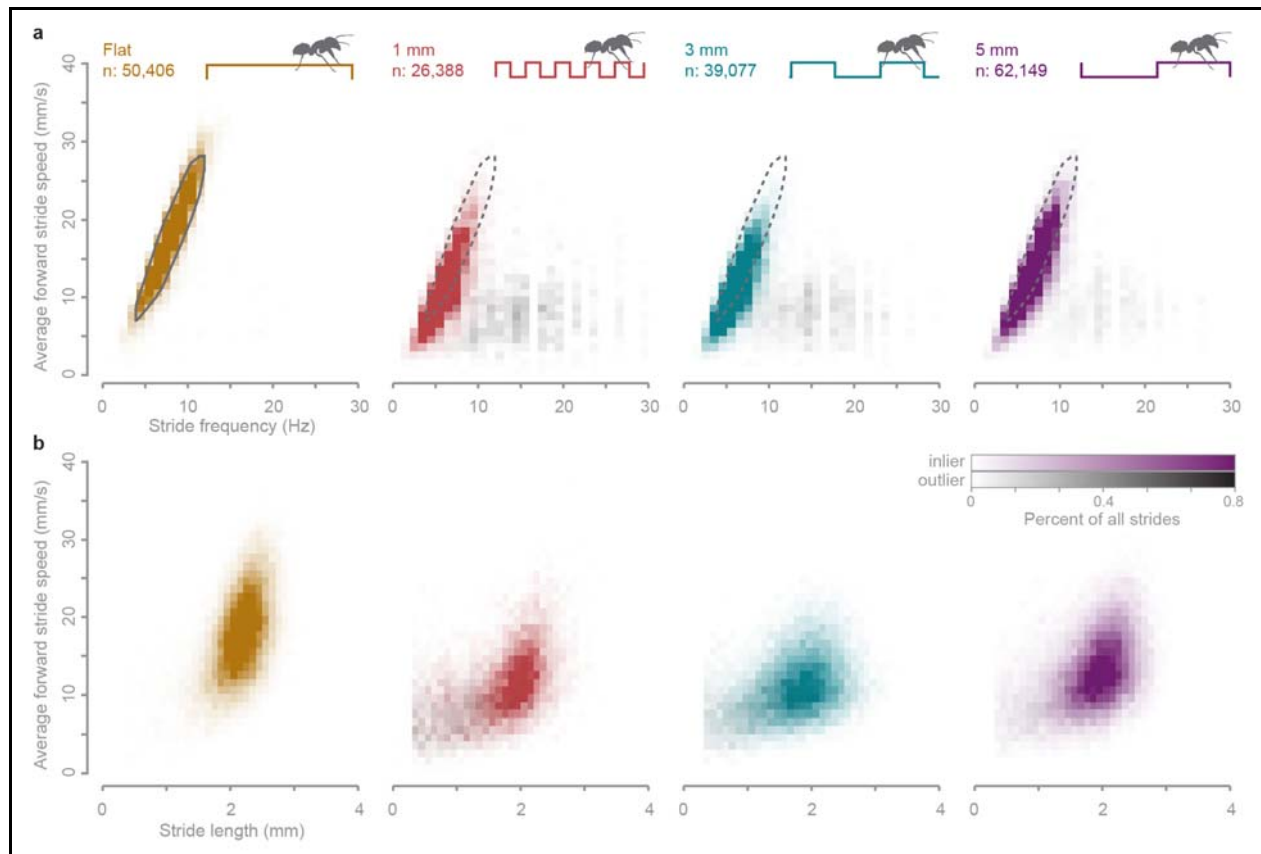 a
Flat
n: 50,406
1 mm
n: 26,388
3 mm
n: 39,077
5 mm
n: 62,149
Average forward stride speed (mm/s)
40
30
20
10
0
0 10 20 30
0 10 20 30
0 10 20 30
0 10 20 30
Stride frequency (Hz)
b
inlier
outlier
0 0.4 0.8
Percent of all strides
Average forward stride speed (mm/s)
40
30
20
10
0
0 2 4
0 2 4
0 2 4
0 2 4
Stride length (mm)